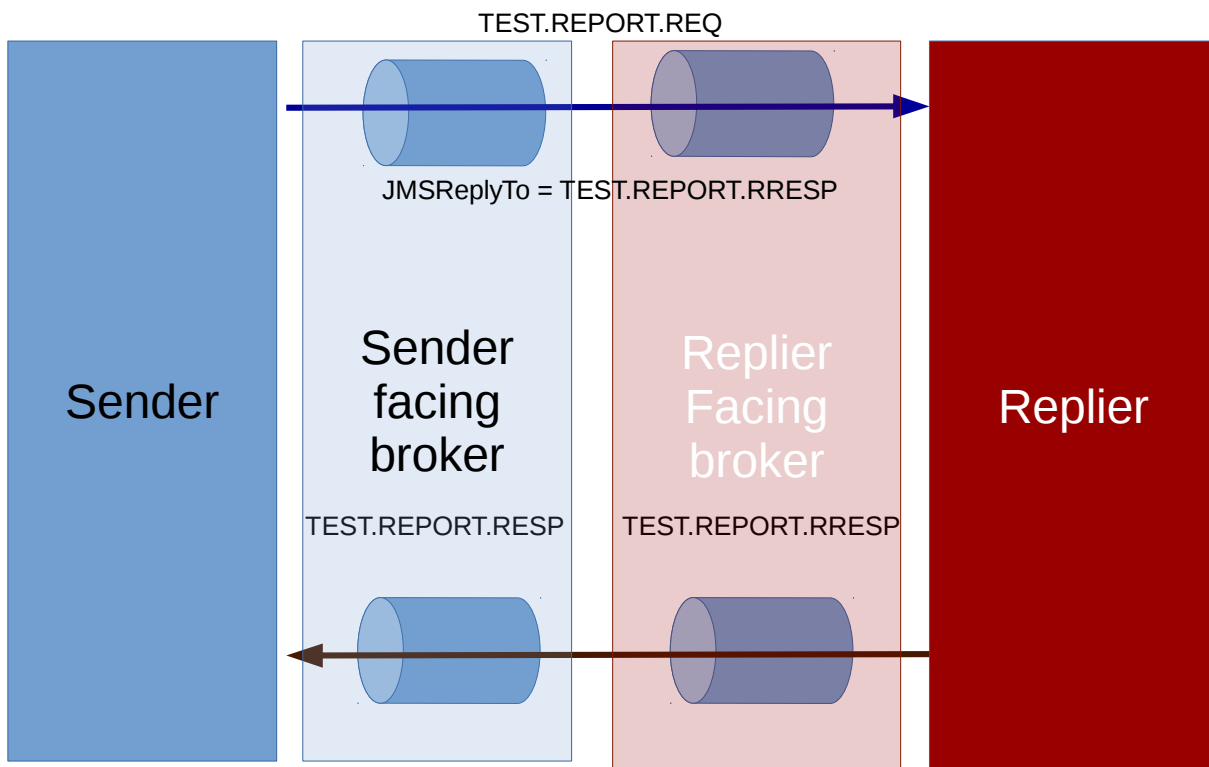 TEST.REPORT.REQ
JMSReplyTo = TEST.REPORT.RRESP
Sender
Sender
facing
broker
Replier
Facing
broker
Replier
TEST.REPORT.RESP
TEST.REPORT.RRESP